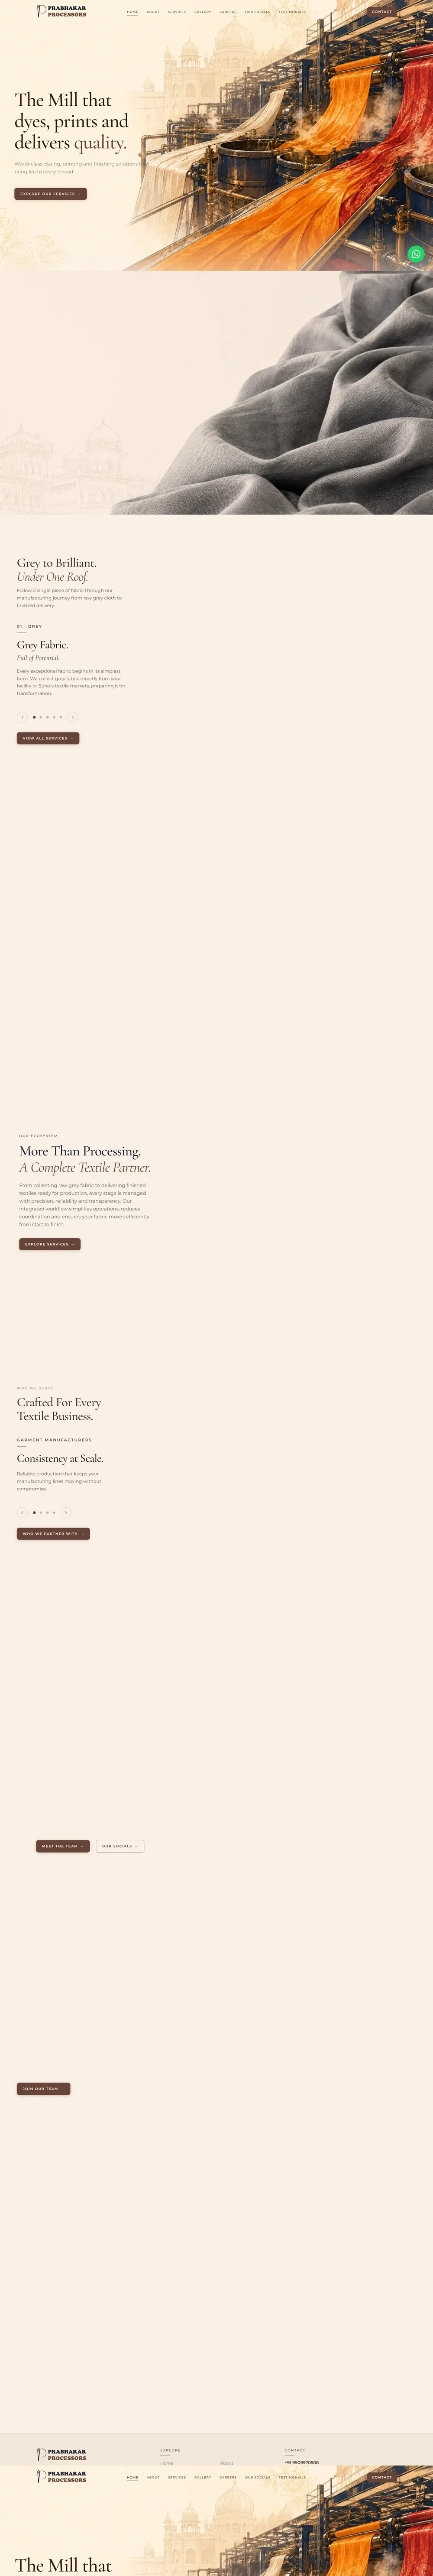 PRABHAKAR
PROCESSORS
HOME ABOUT SERVICES GALLERY CAREERS OUR SOCIALS TESTIMONIALS CONTACT
The Mill that
dyes, prints and
delivers quality.
World-class dyeing, printing and finishing solutions that
bring life to every thread.
EXPLORE OUR SERVICES →
Grey to Brilliant.
Under One Roof.
Follow a single piece of fabric through our
manufacturing journey from raw grey cloth to
finished delivery.
01 · GREY
Grey Fabric.
Full of Potential.
Every exceptional fabric begins in its simplest
form. We collect grey fabric directly from your
facility or Surat's textile markets, preparing it for
transformation.
VIEW ALL SERVICES →
OUR ECOSYSTEM
More Than Processing.
A Complete Textile Partner.
From collecting raw grey fabric to delivering finished
textiles ready for production, every stage is managed
with precision, reliability and transparency. Our
integrated workflow simplifies operations, reduces
coordination and ensures your fabric moves efficiently
from start to finish.
EXPLORE SERVICES →
WHO WE SERVE
Crafted For Every
Textile Business.
GARMENT MANUFACTURERS
Consistency at Scale.
Reliable production that keeps your
manufacturing lines moving without
compromise.
WHO WE PARTNER WITH →
MEET THE TEAM →
OUR SOCIALS →
JOIN OUR TEAM →
PRABHAKAR
PROCESSORS
EXPLORE
CONTACT
Home
About
+91 9909970508
PRABHAKAR
PROCESSORS
HOME ABOUT SERVICES GALLERY CAREERS OUR SOCIALS TESTIMONIALS CONTACT
The Mill that